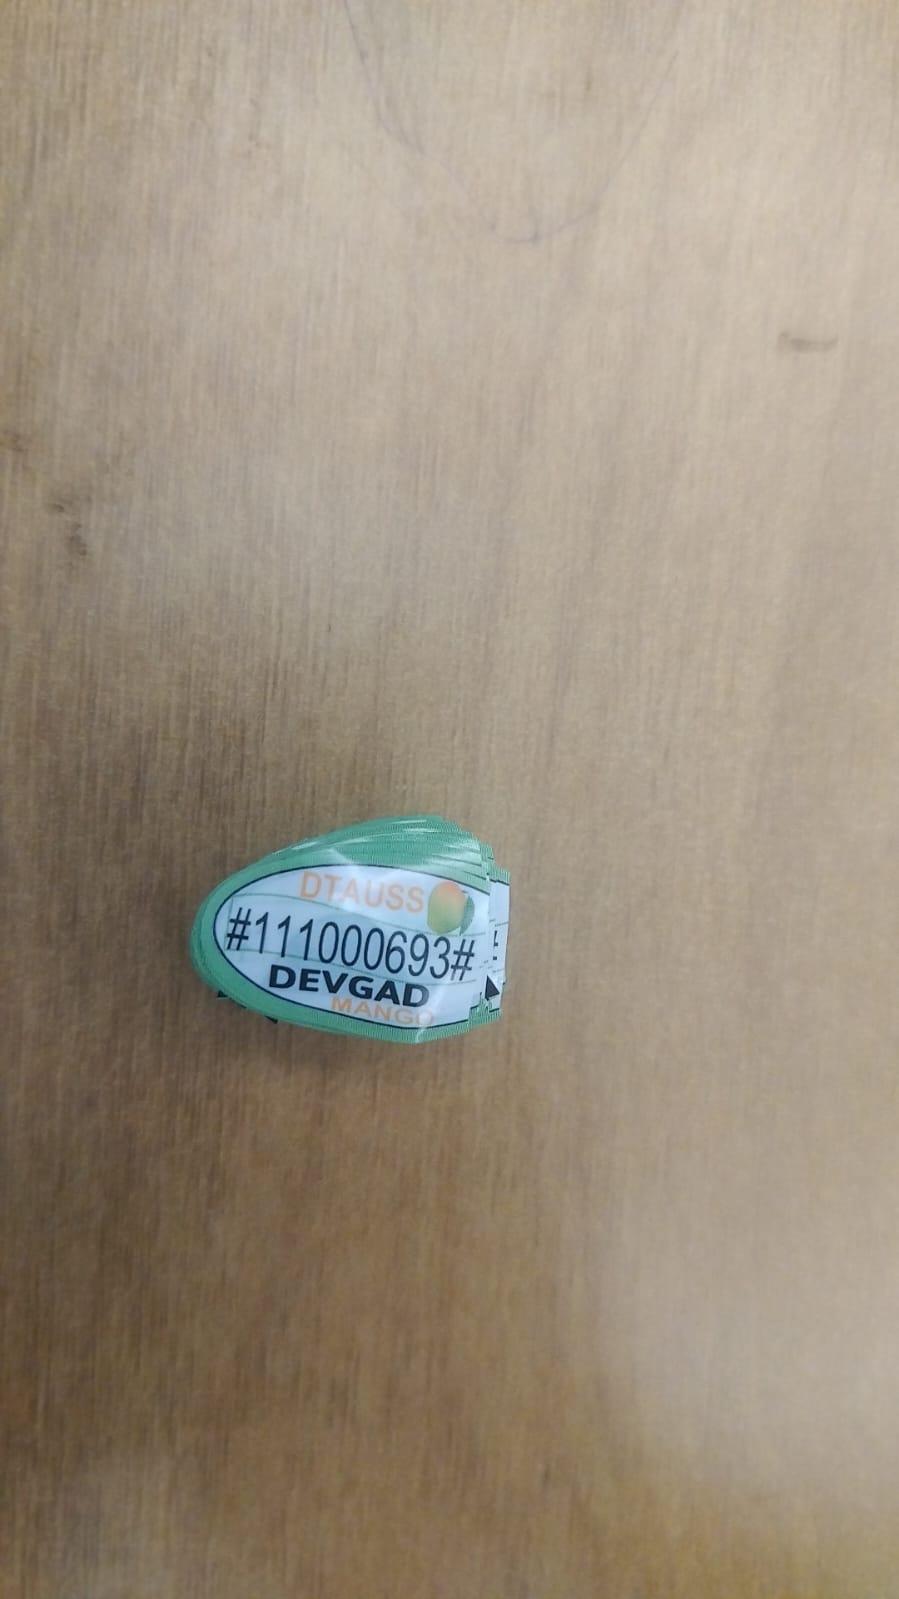 DTAUSS
#111000693#
DEVGAD
MANGO